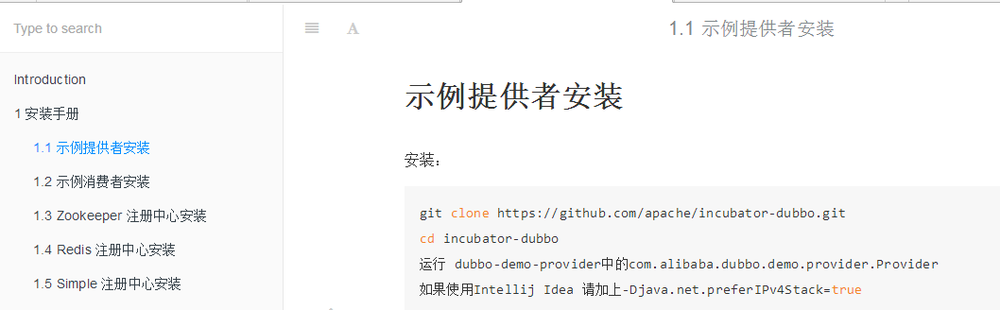 Type to search
Introduction
1 安装手册
1.1 示例提供者安装
1.2 示例消费者安装
1.3 Zookeeper 注册中心安装
1.4 Redis 注册中心安装
1.5 Simple 注册中心安装
A
1.1 示例提供者安装
示例提供者安装
安装：
git clone https://github.com/apache/incubator-dubbo.git
cd incubator-dubbo
运行 dubbo-demo-provider中的com.alibaba.dubbo.demo.provider.Provider
如果使用Intellij Idea 请加上-Djava.net.preferIPv4Stack=true